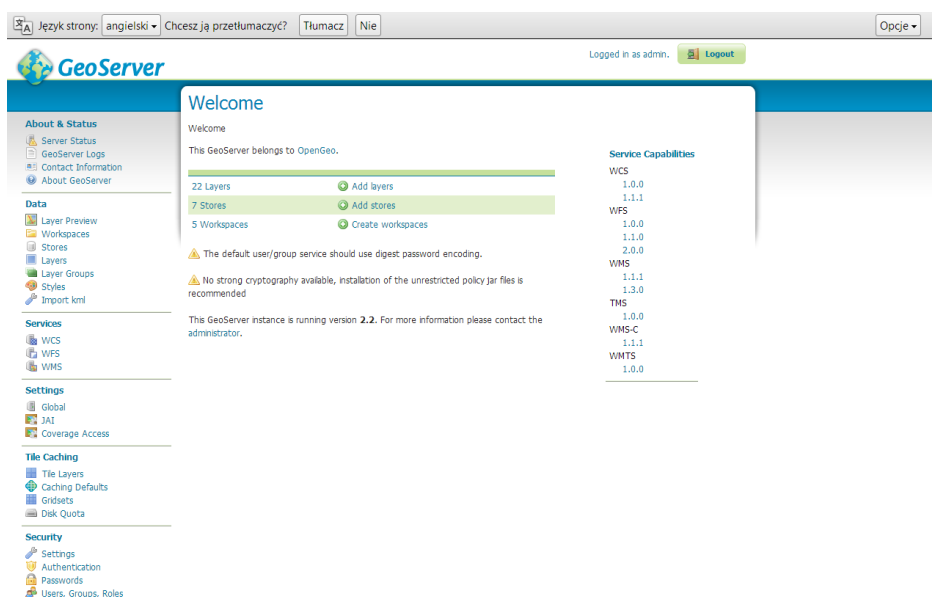 Język strony: angielski Chcesz ją przetłumaczyć? Tłumacz Nie Opcje
GeoServer
Logged in as admin. Logout
About & Status
Server Status
GeoServer Logs
Contact Information
About GeoServer
Data
Layer Preview
Workspaces
Stores
Layers
Layer Groups
Styles
Import kml
Services
WCS
WFS
WMS
Settings
Global
JAI
Coverage Access
Tile Caching
Tile Layers
Caching Defaults
Gridsets
Disk Quota
Security
Settings
Authentication
Passwords
Users, Groups, Roles
Welcome
Welcome
This GeoServer belongs to OpenGeo.
22 Layers Add layers
7 Stores Add stores
5 Workspaces Create workspaces
The default user/group service should use digest password encoding.
No strong cryptography available, installation of the unrestricted policy jar files is
recommended
This GeoServer instance is running version 2.2. For more information please contact the
administrator.
Service Capabilities
WCS
1.0.0
1.1.1
WFS
1.0.0
1.1.0
2.0.0
WMS
1.1.1
1.3.0
TMS
1.0.0
WMS-C
1.1.1
WMTS
1.0.0